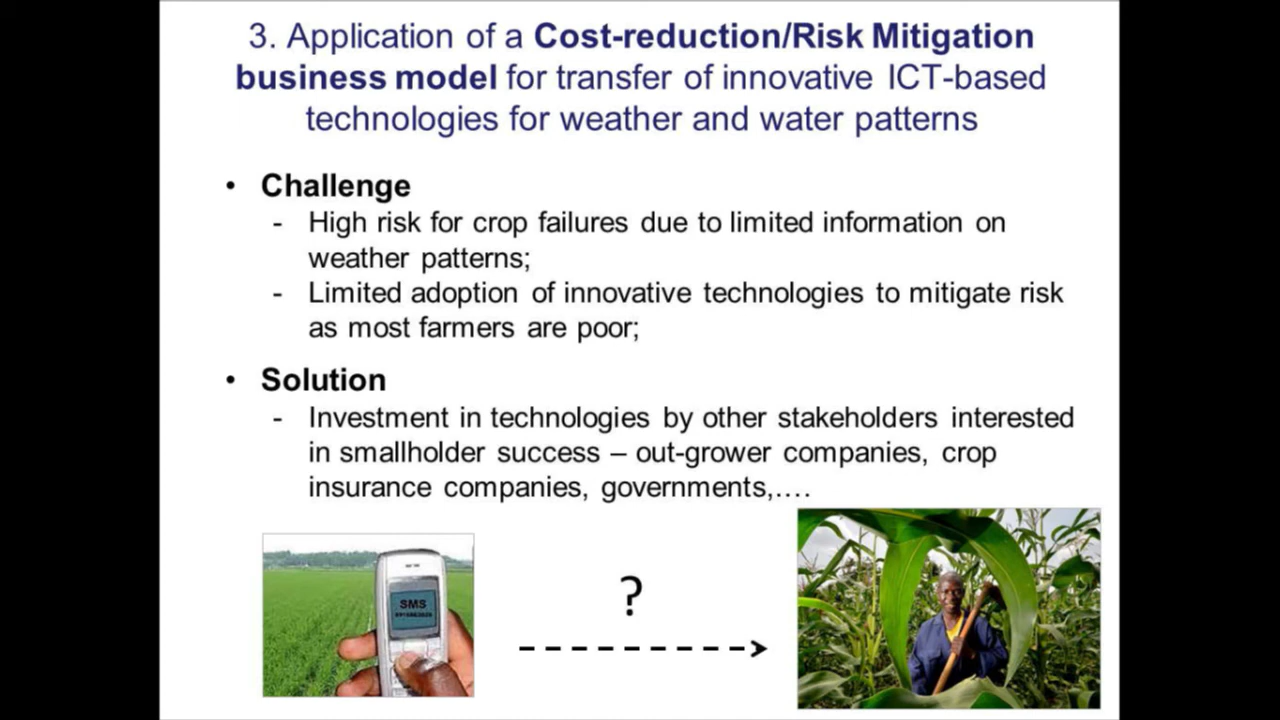 3. Application of a Cost-reduction/Risk Mitigation
business model for transfer of innovative ICT-based
technologies for weather and water patterns
• Challenge
- High risk for crop failures due to limited information on
weather patterns;
- Limited adoption of innovative technologies to mitigate risk
as most farmers are poor;
• Solution
- Investment in technologies by other stakeholders interested
in smallholder success – out-grower companies, crop
insurance companies, governments,….
SMS
?